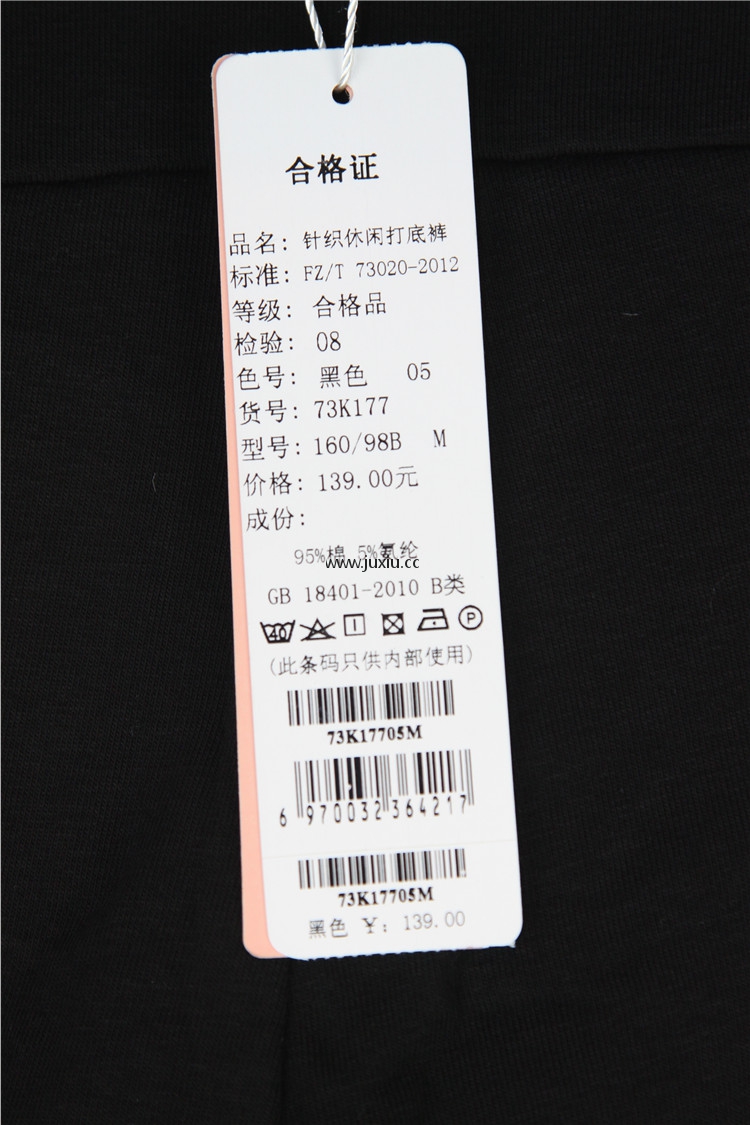 合格证
品名: 针织休闲打底裤
标准: FZ/T 73020-2012
等级: 合格品
检验: 08
色号: 黑色 05
货号: 73K177
型号: 160/98B M
价格: 139.00元
成份:
95%棉 5%氨纶
www.juxiu.cc
GB 18401-2010 B类
40 P
(此条码只供内部使用)
73K17705M
6 970032 364217
73K17705M
黑色 ¥: 139.00